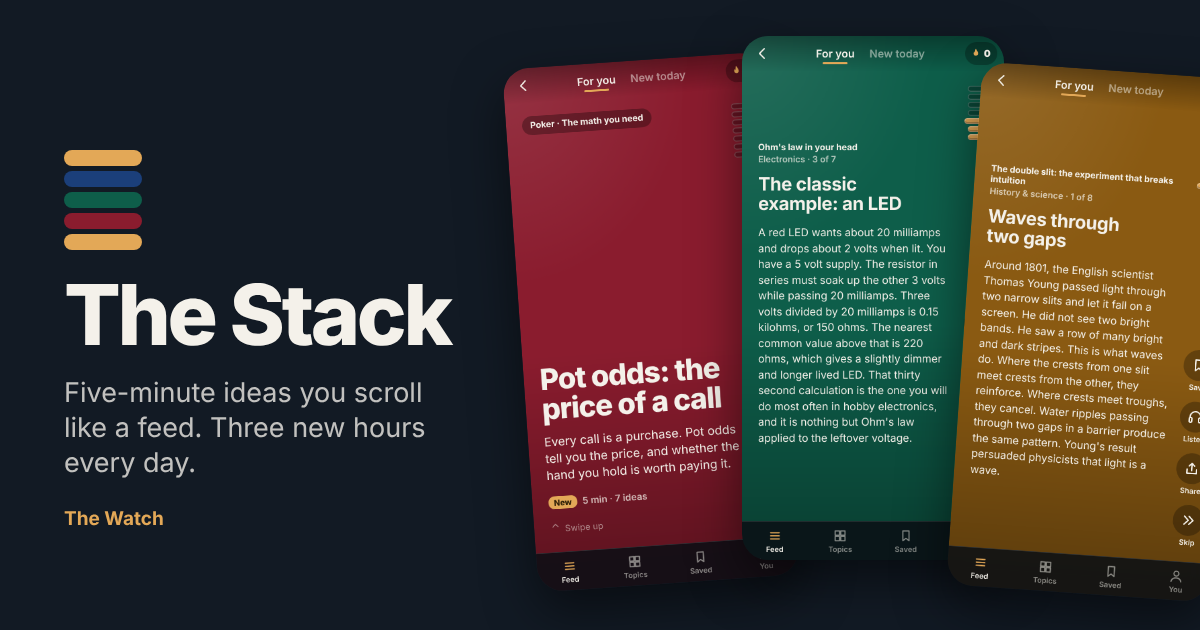 The Stack
Five-minute ideas you scroll
like a feed. Three new hours
every day.
The Watch
For you New today
Poker · The math you need
Pot odds: the
price of a call
Every call is a purchase. Pot odds
tell you the price, and whether the
hand you hold is worth paying it.
New 5 min · 7 ideas
Swipe up
Feed Topics Saved You
For you New today 0
Ohm's law in your head
Electronics · 3 of 7
The classic
example: an LED
A red LED wants about 20 milliamps
and drops about 2 volts when lit. You
have a 5 volt supply. The resistor in
series must soak up the other 3 volts
while passing 20 milliamps. Three
volts divided by 20 milliamps is 0.15
kilohms, or 150 ohms. The nearest
common value above that is 220
ohms, which gives a slightly dimmer
and longer lived LED. That thirty
second calculation is the one you will
do most often in hobby electronics,
and it is nothing but Ohm's law
applied to the leftover voltage.
Feed Topics Saved
For you New today
The double slit: the experiment that breaks
intuition
History & science · 1 of 8
Waves through
two gaps
Around 1801, the English scientist
Thomas Young passed light through
two narrow slits and let it fall on a
screen. He did not see two bright
bands. He saw a row of many bright
and dark stripes. This is what waves
do. Where the crests from one slit
meet crests from the other, they
reinforce. Where crests meet troughs,
they cancel. Water ripples passing
through two gaps in a barrier produce
the same pattern. Young's result
persuaded physicists that light is a
wave.
Share
Skip
Feed Topics Saved You